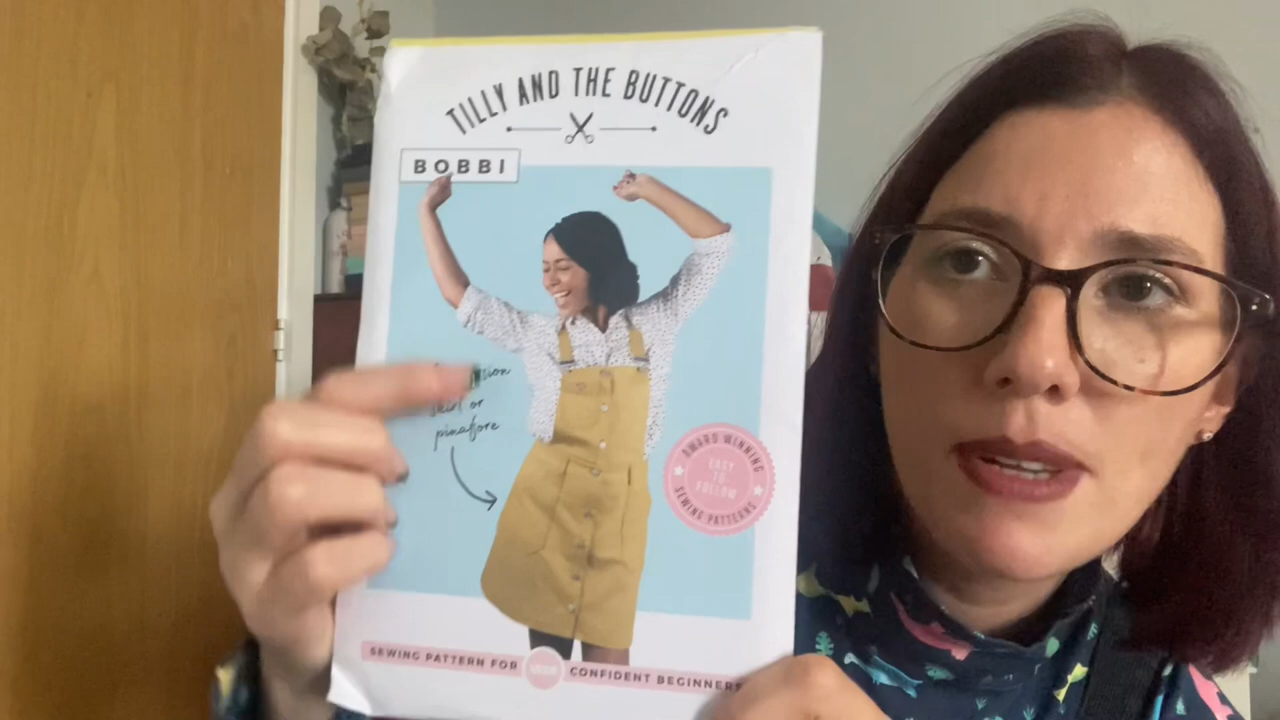 TILLY AND THE BUTTONS
BOBBI
skirt or
pinafore
AWARD WINNING
EASY
TO
FOLLOW
SEWING PATTERNS
SEWING PATTERN FOR
CONFIDENT BEGINNERS